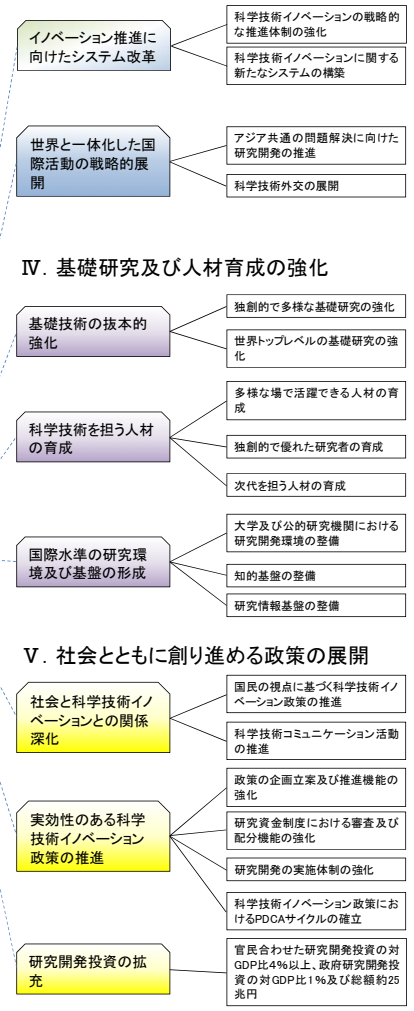 イノベーション推進に
向けたシステム改革
科学技術イノベーションの戦略的
な推進体制の強化
科学技術イノベーションに関する
新たなシステムの構築
世界と一体化した国
際活動の戦略的展
開
アジア共通の問題解決に向けた
研究開発の推進
科学技術外交の展開
Ⅳ．基礎研究及び人材育成の強化
基礎技術の抜本的
強化
独創的で多様な基礎研究の強化
世界トップレベルの基礎研究の強
化
科学技術を担う人材
の育成
多様な場で活躍できる人材の育
成
独創的で優れた研究者の育成
次代を担う人材の育成
国際水準の研究環
境及び基盤の形成
大学及び公的研究機関における
研究開発環境の整備
知的基盤の整備
研究情報基盤の整備
Ⅴ．社会とともに創り進める政策の展開
社会と科学技術イノ
ベーションとの関係
深化
国民の視点に基づく科学技術イノ
ベーション政策の推進
科学技術コミュニケーション活動
の推進
実効性のある科学
技術イノベーション
政策の推進
政策の企画立案及び推進機能の
強化
研究資金制度における審査及び
配分機能の強化
研究開発の実施体制の強化
科学技術イノベーション政策にお
けるPDCAサイクルの確立
研究開発投資の拡
充
官民合わせた研究開発投資の対
GDP比4％以上、政府研究開発投
資の対GDP比1％及び総額約25
兆円